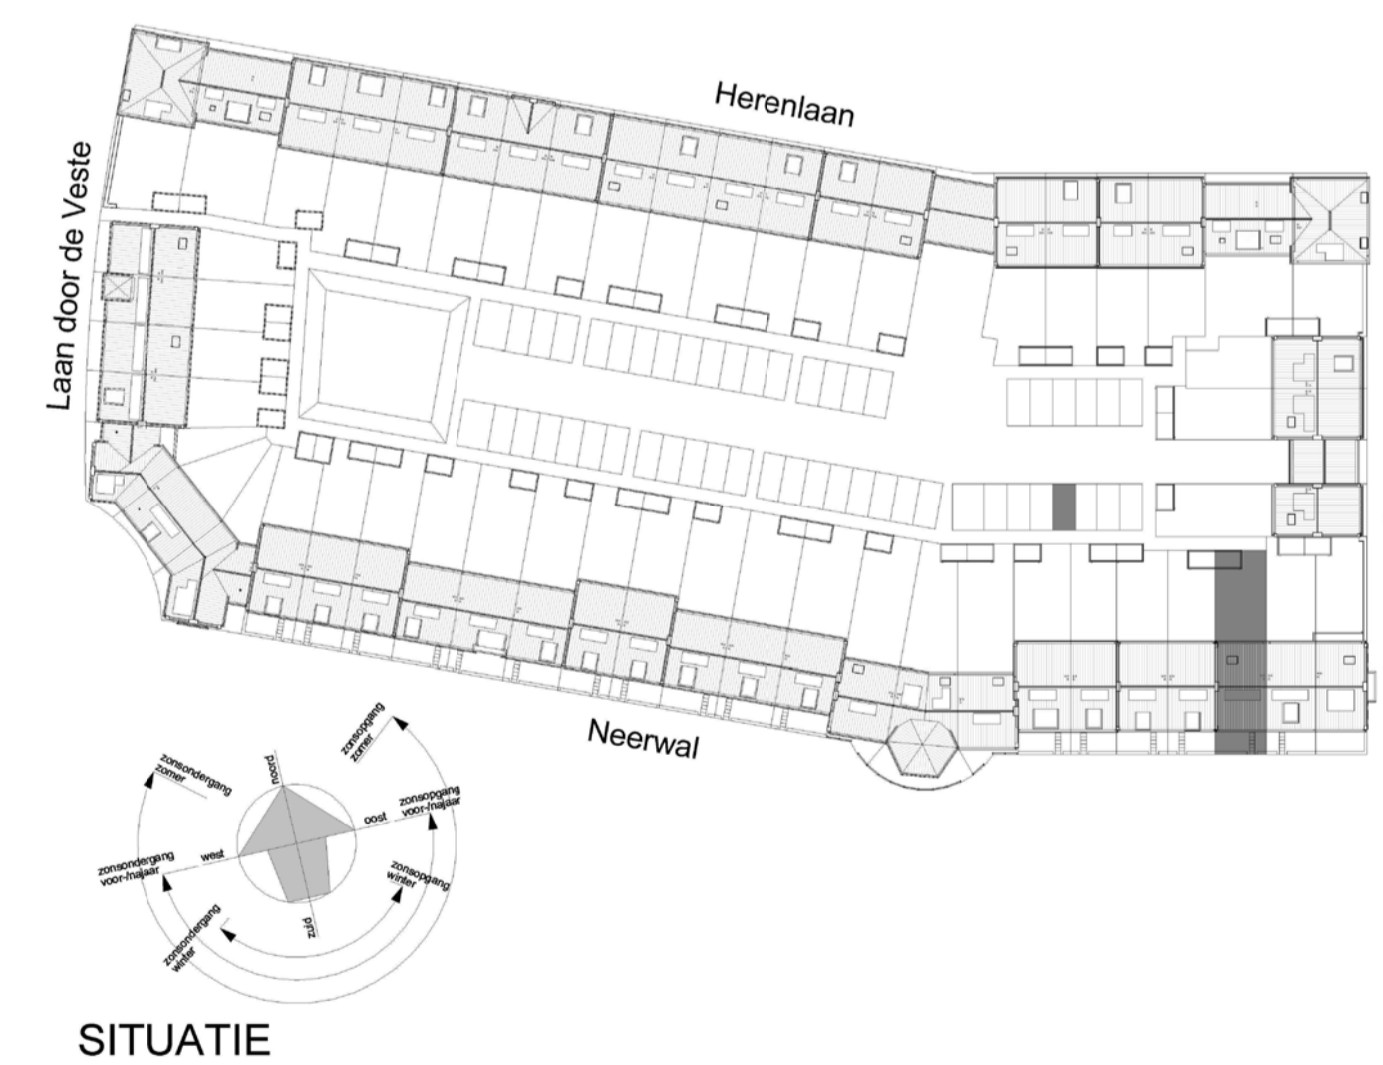 Herenlaan
Laan door de Veste
Neerwal
zonsopgang
zomer
zonsondergang
zomer
noord
zonsopgang
voor-/najaar
oost
west
zonsondergang
voor-/najaar
zonsopgang
winter
zonsondergang
winter
zuid
SITUATIE